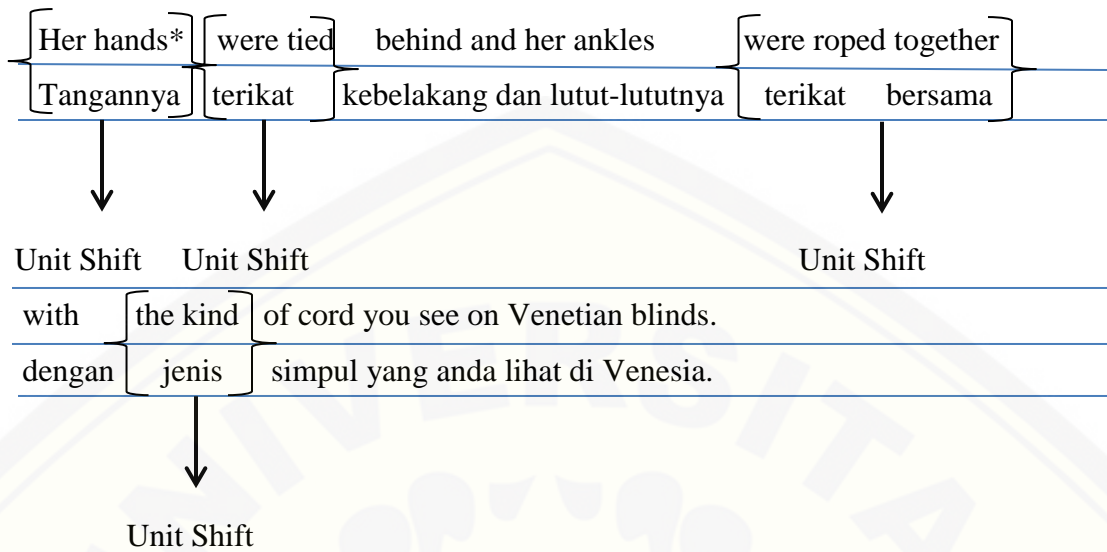 Her hands* were tied behind and her ankles were roped together
Tangannya terikat kebelakang dan lutut-lututnya terikat bersama
Unit Shift Unit Shift Unit Shift
with the kind of cord you see on Venetian blinds.
dengan jenis simpul yang anda lihat di Venesia.
Unit Shift